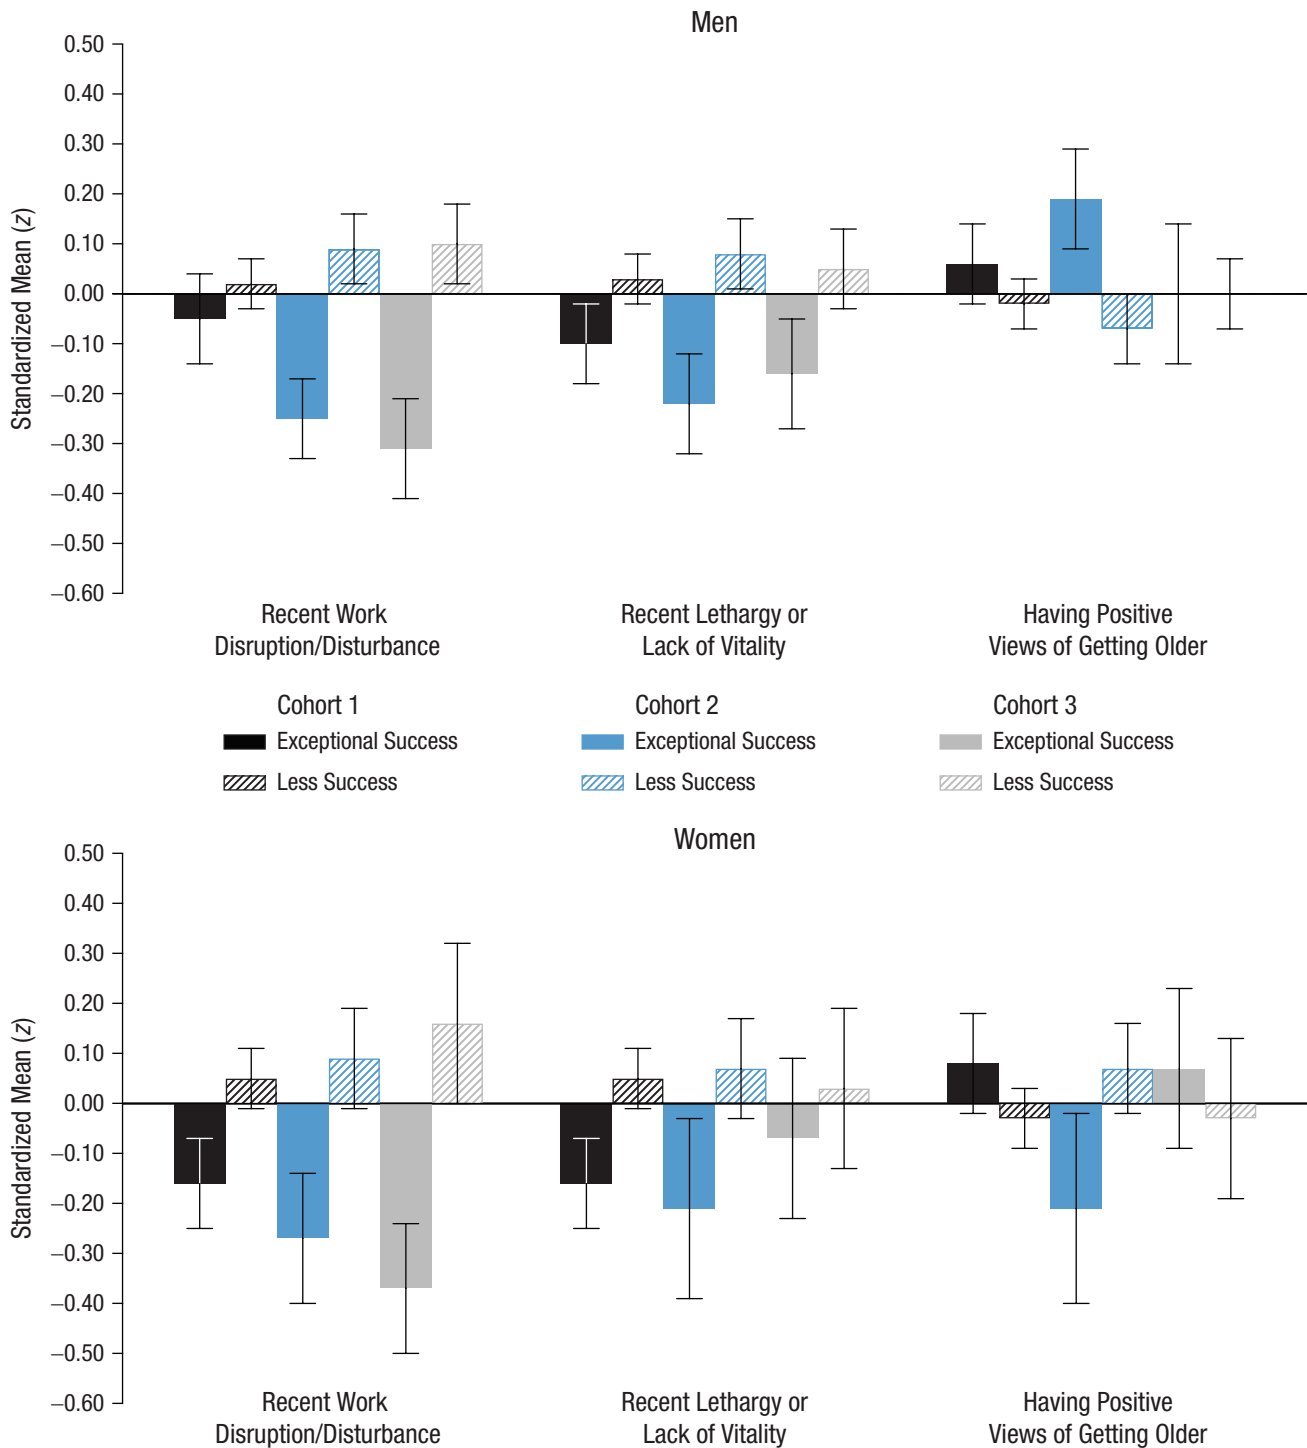 Men
0.50
0.40
0.30
0.20
0.10
0.00
−0.10
−0.20
−0.30
−0.40
−0.50
−0.60
Standardized Mean (z)
Recent Work
Disruption/Disturbance
Recent Lethargy or
Lack of Vitality
Having Positive
Views of Getting Older
Cohort 1
Exceptional Success
Less Success
Cohort 2
Exceptional Success
Less Success
Cohort 3
Exceptional Success
Less Success
Women
0.50
0.40
0.30
0.20
0.10
0.00
−0.10
−0.20
−0.30
−0.40
−0.50
−0.60
Standardized Mean (z)
Recent Work
Disruption/Disturbance
Recent Lethargy or
Lack of Vitality
Having Positive
Views of Getting Older